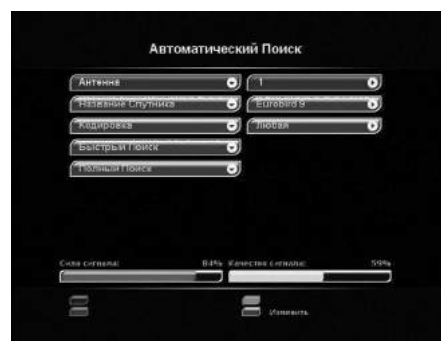 Автоматический Поиск
Антенна 1
Название Спутника Eurobird 9
Кодировка Любая
Быстрый Поиск
Полный Поиск
Сила сигнала: 84% Качество сигнала: 59%
Изменить